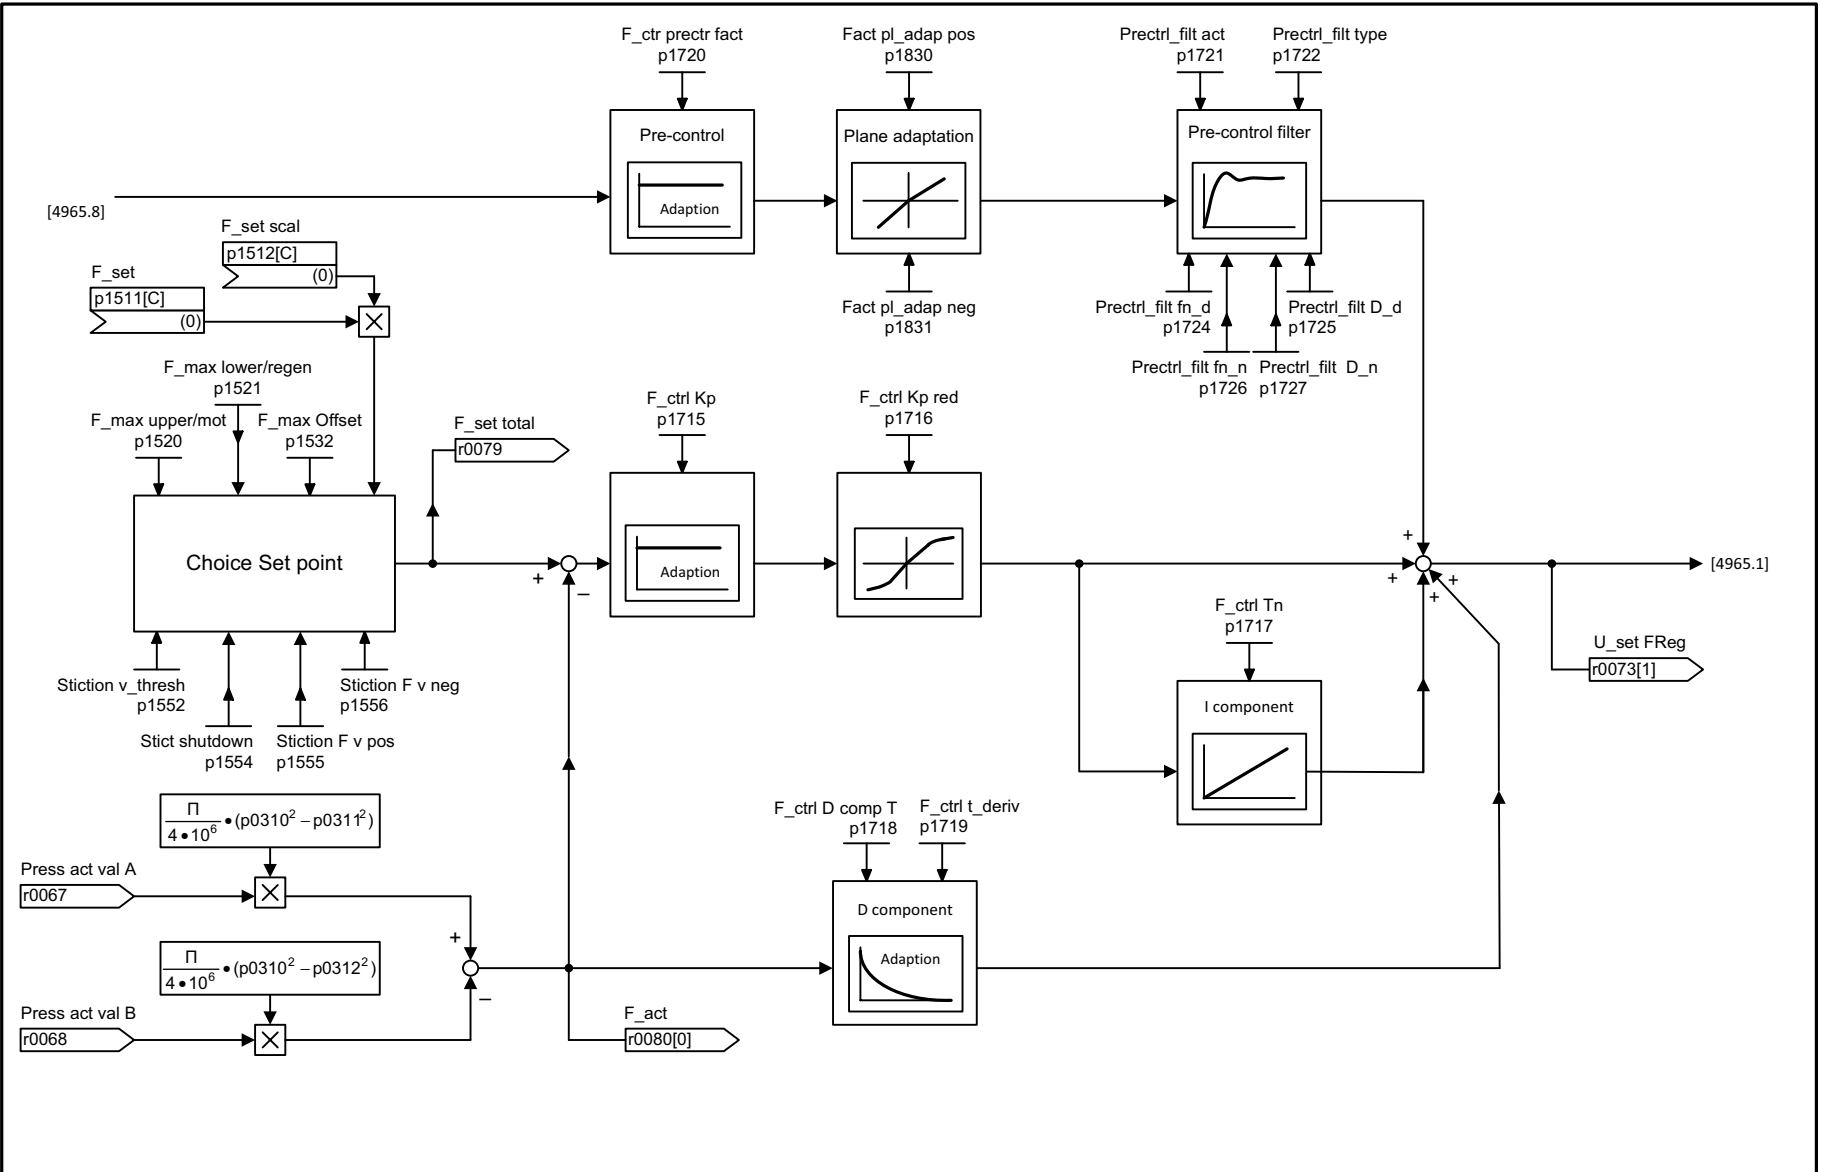 F_ctr prectr fact
p1720
Fact pl_adap pos
p1830
Prectrl_filt act
p1721
Prectrl_filt type
p1722
Pre-control
Adaption
Plane adaptation
Pre-control filter
[4965.8]
F_set scal
p1512[C]
(0)
F_set
p1511[C]
(0)
Fact pl_adap neg
p1831
Prectrl_filt fn_d
p1724
Prectrl_filt D_d
p1725
Prectrl_filt fn_n
p1726
Prectrl_filt D_n
p1727
F_max lower/regen
p1521
F_max upper/mot
p1520
F_max Offset
p1532
F_set total
r0079
F_ctrl Kp
p1715
F_ctrl Kp red
p1716
Choice Set point
+
−
Adaption
+
+
+
+
[4965.1]
F_ctrl Tn
p1717
U_set FReg
r0073[1]
Stiction v_thresh
p1552
Stiction F v neg
p1556
Stict shutdown
p1554
Stiction F v pos
p1555
I component
Π / 4•10⁶ •(p0310² − p0311²)
F_ctrl D comp T
p1718
F_ctrl t_deriv
p1719
Press act val A
r0067
D component
Adaption
+
−
Π / 4•10⁶ •(p0310² − p0312²)
Press act val B
r0068
F_act
r0080[0]